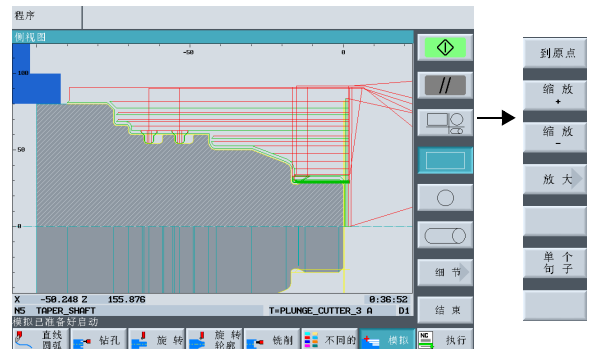 程序
侧视图
-50
0
100
50
0
X -50.248 Z 155.876 0:36:52
N5 TAPER_SHAFT T=PLUNGE_CUTTER_3 A D1
模拟已准备好启动
直线
圆弧
钻孔
旋转
旋转
轮廓
铣削
不同的
模拟
NC
执行
//
细节
结束
到原点
缩放
+
缩放
-
放大
单个
句子